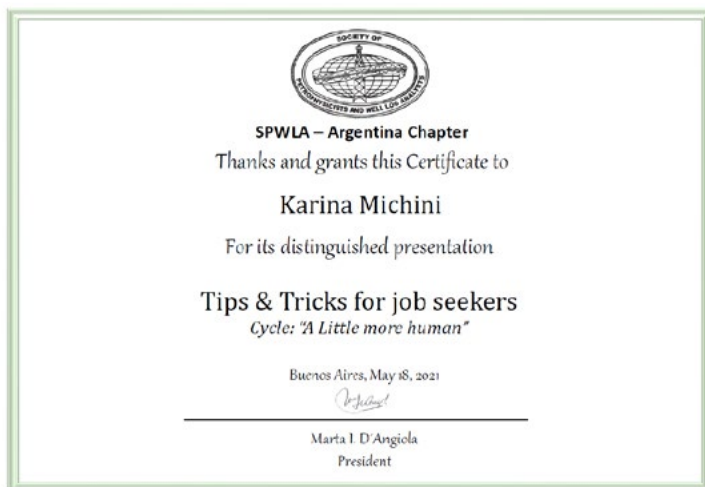 SOCIETY OF
PETROPHYSICISTS AND WELL LOG ANALYSTS
SPWLA – Argentina Chapter
Thanks and grants this Certificate to
Karina Michini
For its distinguished presentation
Tips & Tricks for job seekers
Cycle: "A Little more human"
Buenos Aires, May 18, 2021
Marta I. D'Angiola
President